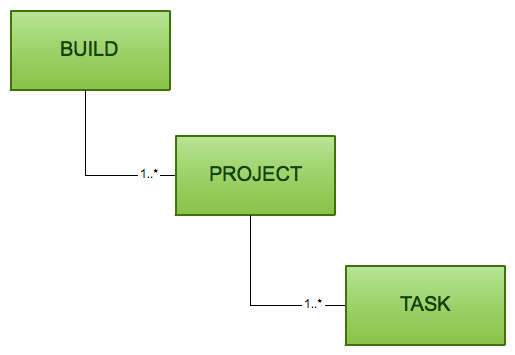 BUILD
1..*
PROJECT
1..*
TASK